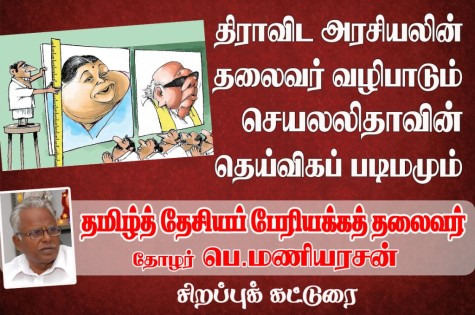 திராவிட அரசியலின்
தலைவர் வழிபாடும்
செயலலிதாவின்
தெய்விகப் படிமமும்
தமிழ்த் தேசியப் பேரியக்கத் தலைவர்
தோழர் பெ.மணியரசன்
சிறப்புக் கட்டுரை